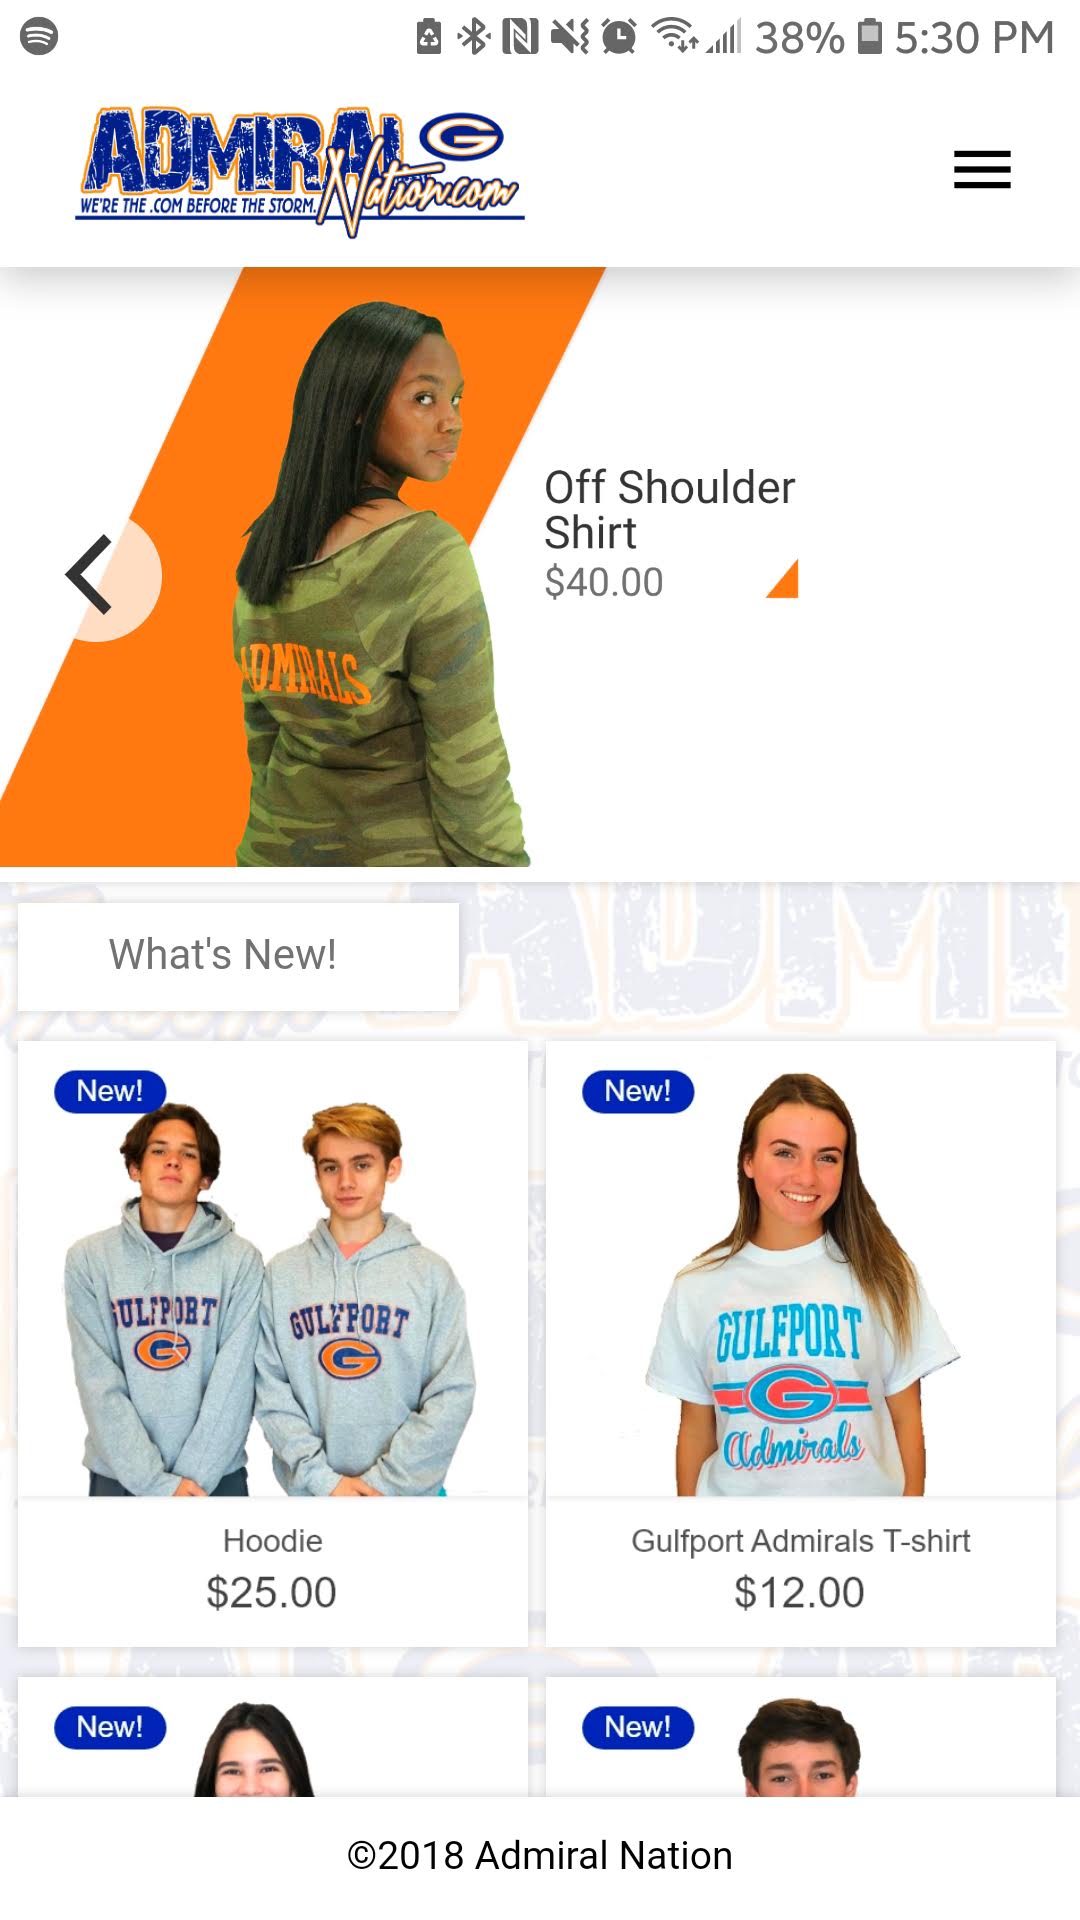 38% 5:30 PM
ADMIRAL G
Nation.com
WE'RE THE .COM BEFORE THE STORM.
Off Shoulder
Shirt
$40.00
ADMIRALS
What's New!
New!
New!
GULFPORT
G
GULFPORT
G
GULFPORT
G
Admirals
Hoodie
$25.00
Gulfport Admirals T-shirt
$12.00
New!
New!
©2018 Admiral Nation